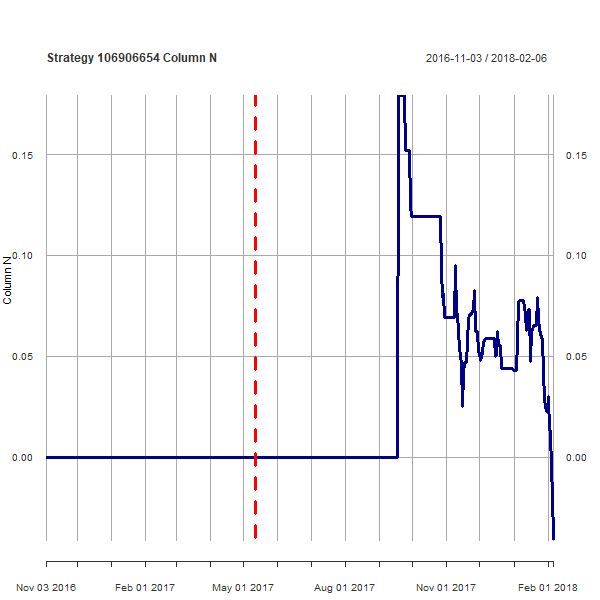 Strategy 106906654 Column N
2016-11-03 / 2018-02-06
Column N
0.15
0.15
0.10
0.10
0.05
0.05
0.00
0.00
Nov 03 2016
Feb 01 2017
May 01 2017
Aug 01 2017
Nov 01 2017
Feb 01 2018